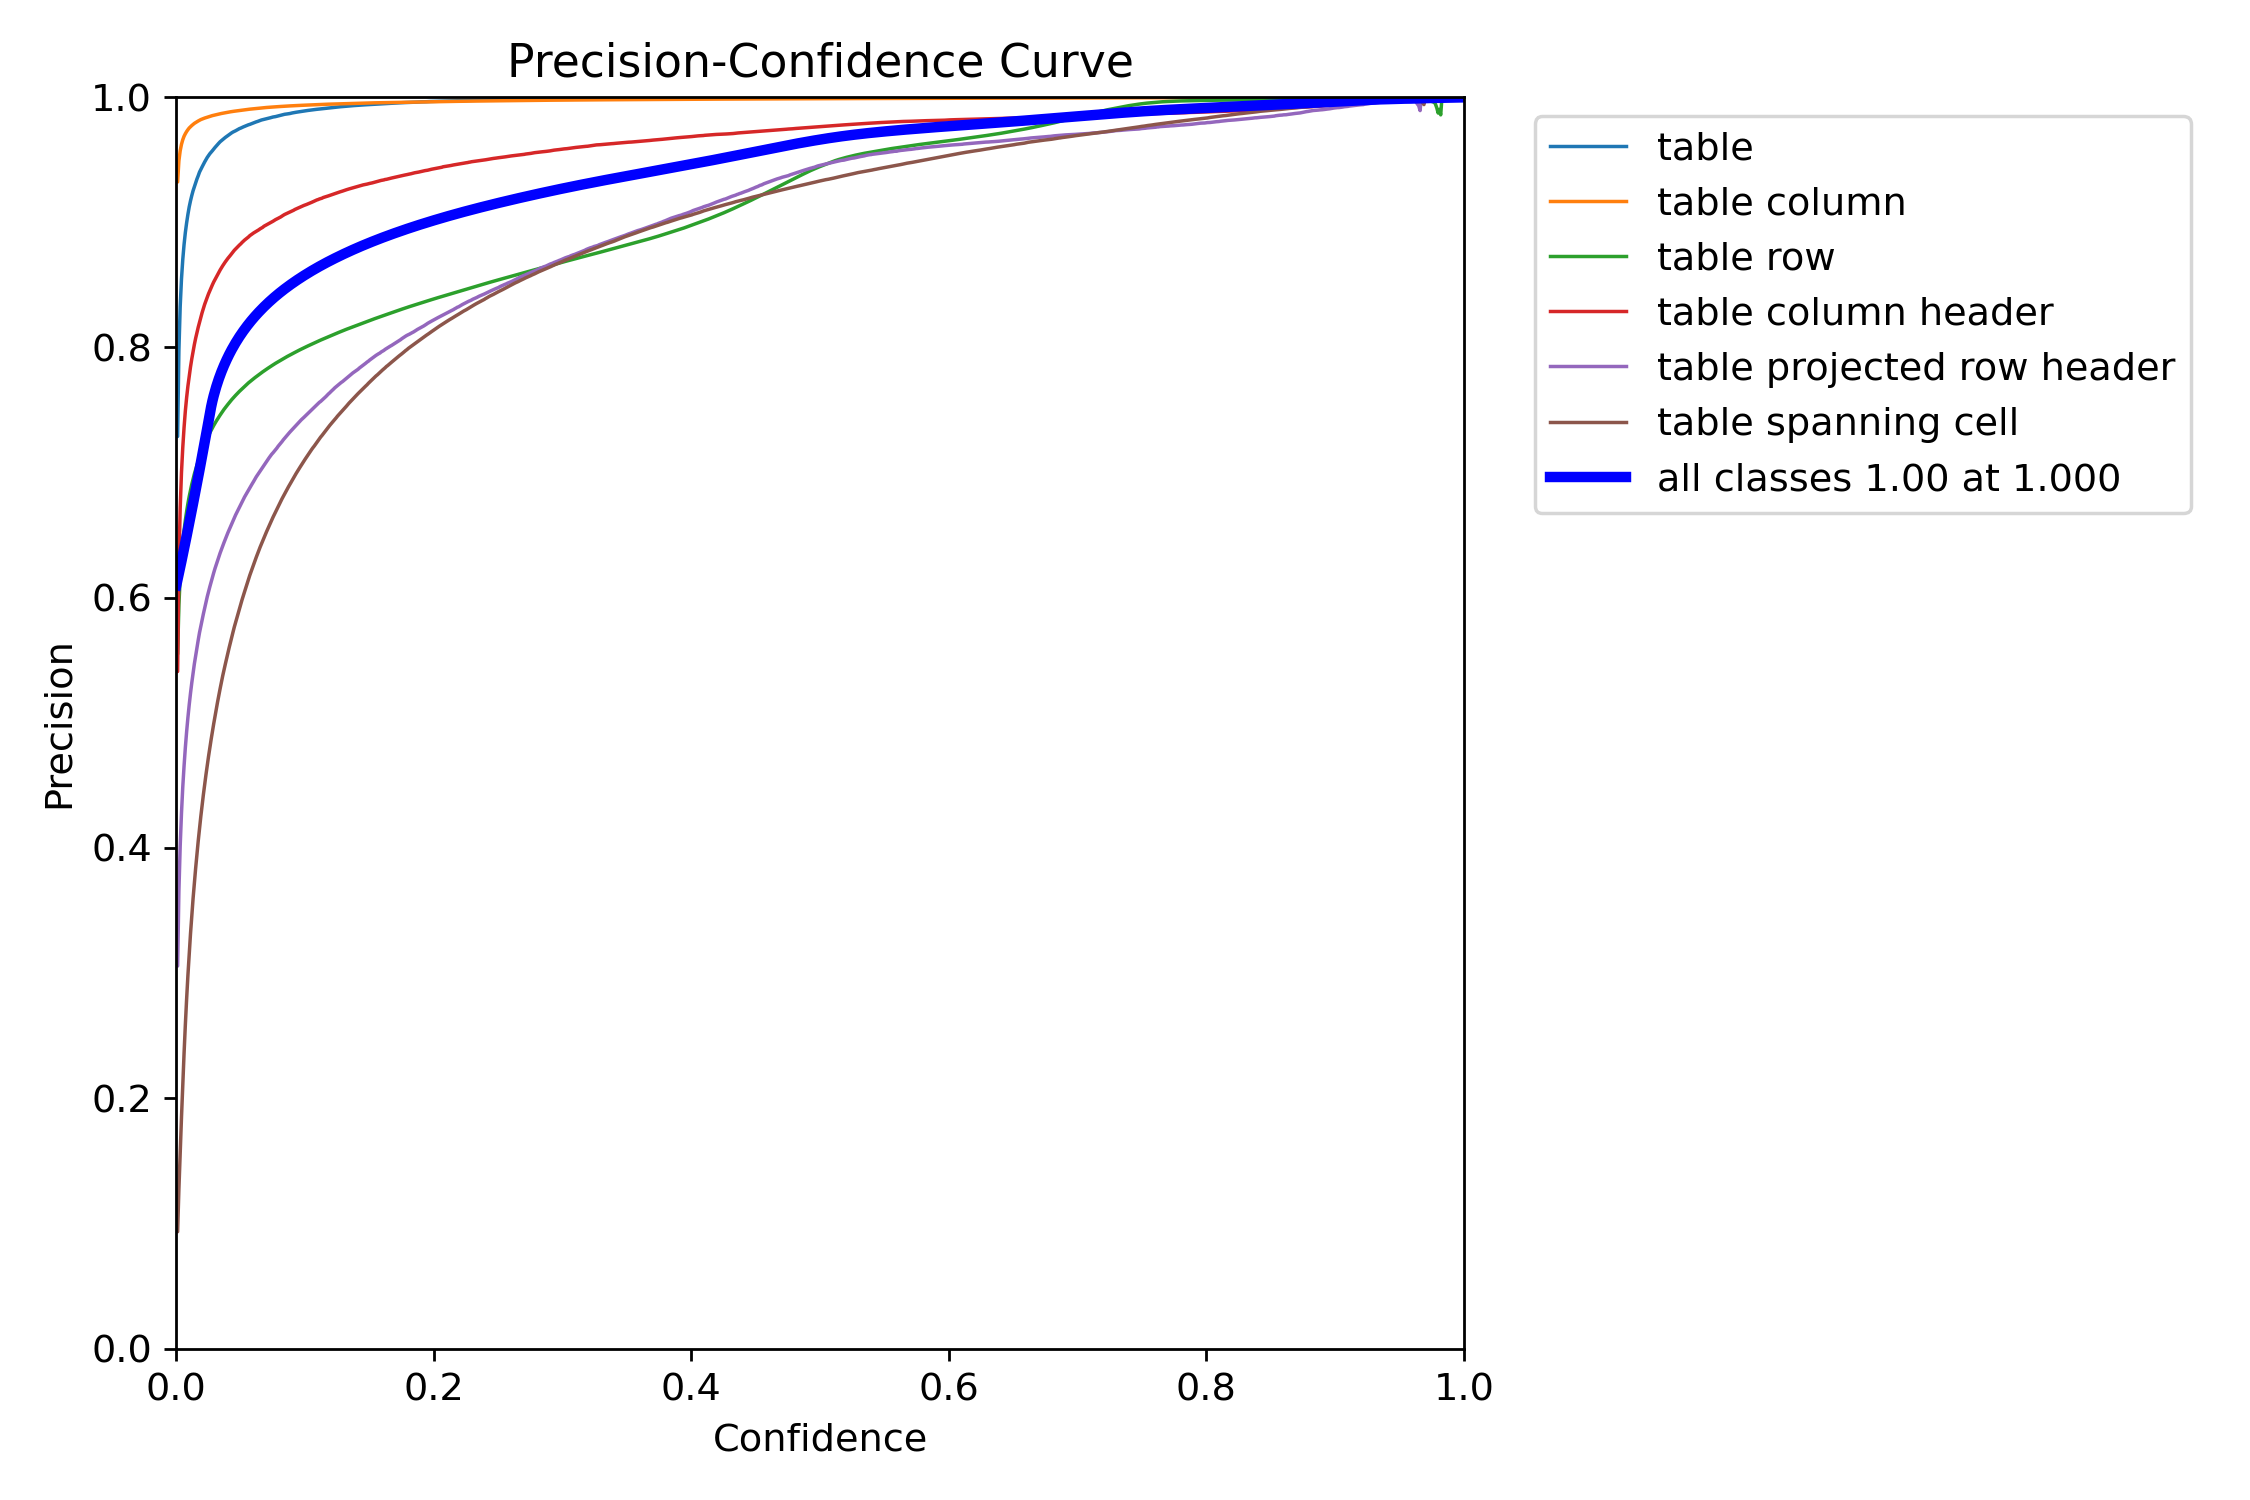 Precision-Confidence Curve
1.0
0.8
0.6
0.4
0.2
0.0
Precision
0.0 0.2 0.4 0.6 0.8 1.0
Confidence
table
table column
table row
table column header
table projected row header
table spanning cell
all classes 1.00 at 1.000